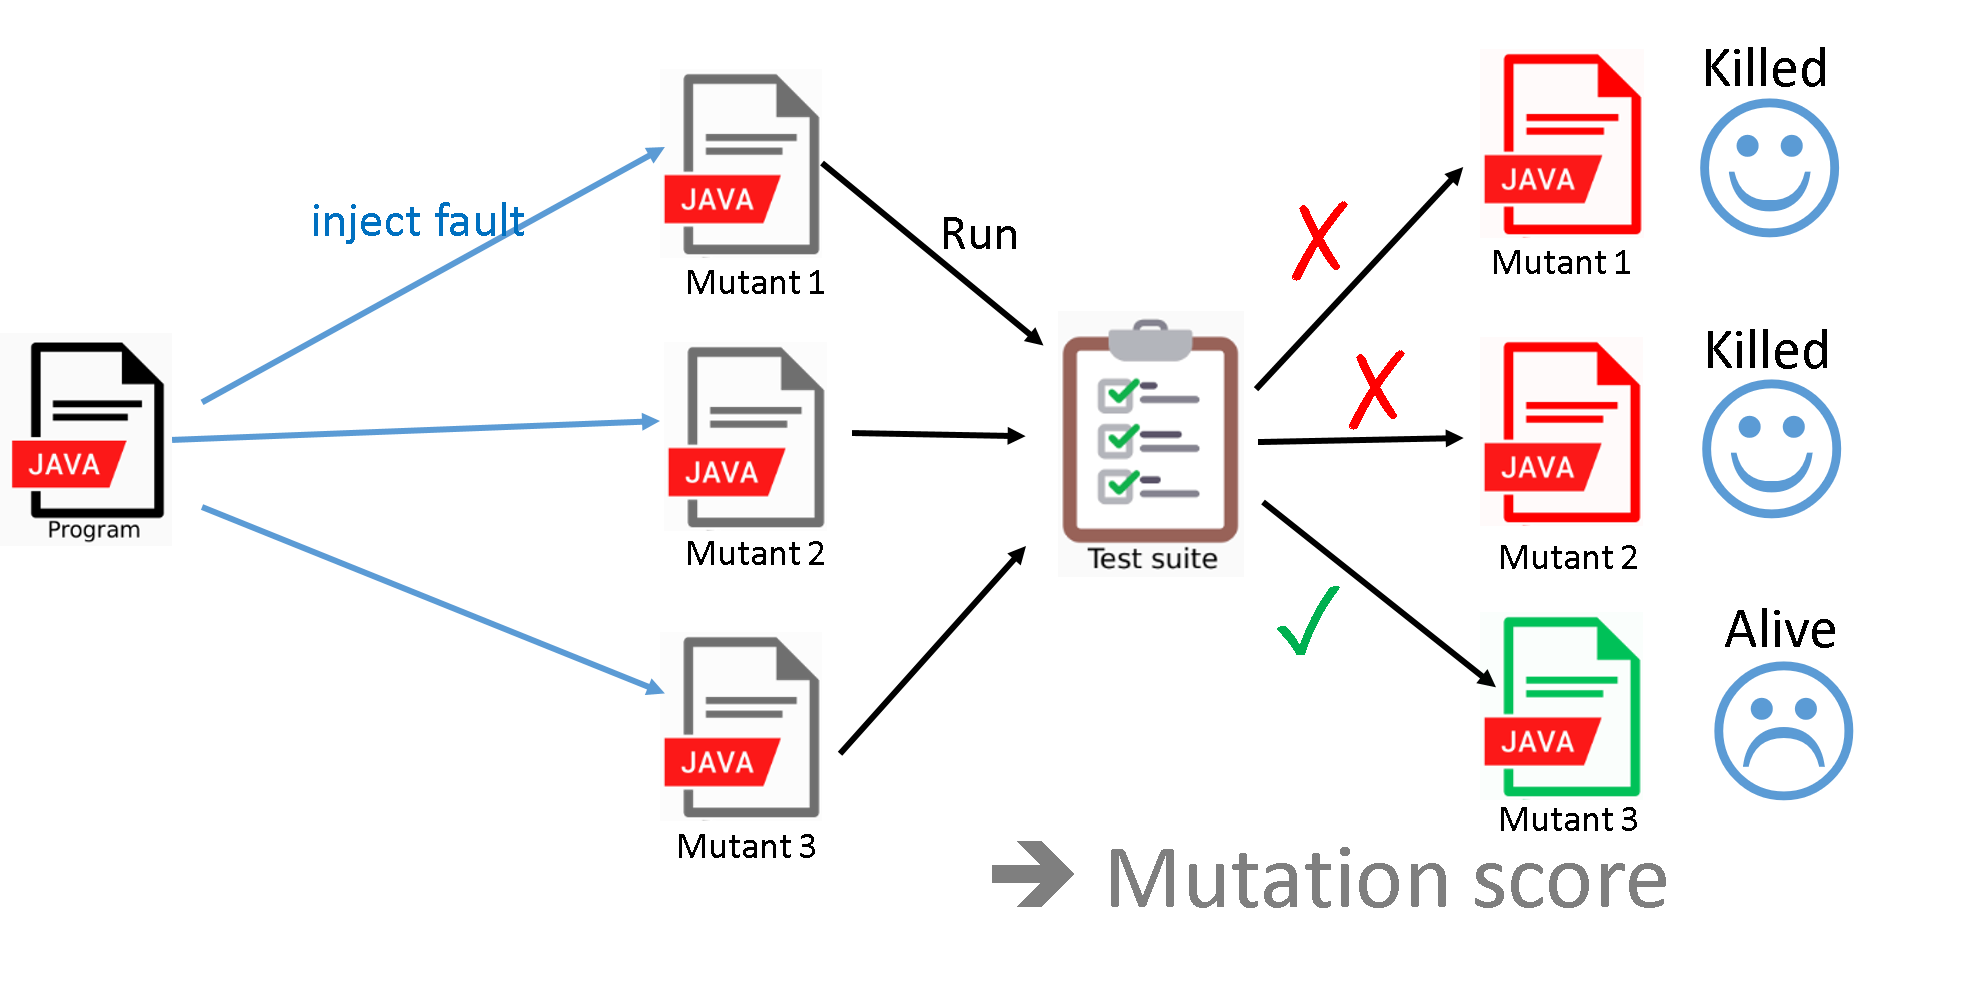 inject fault
JAVA
Program
JAVA
Mutant 1
JAVA
Mutant 2
JAVA
Mutant 3
Run
Test suite
JAVA
Mutant 1
Killed
JAVA
Mutant 2
Killed
JAVA
Mutant 3
Alive
➔ Mutation score